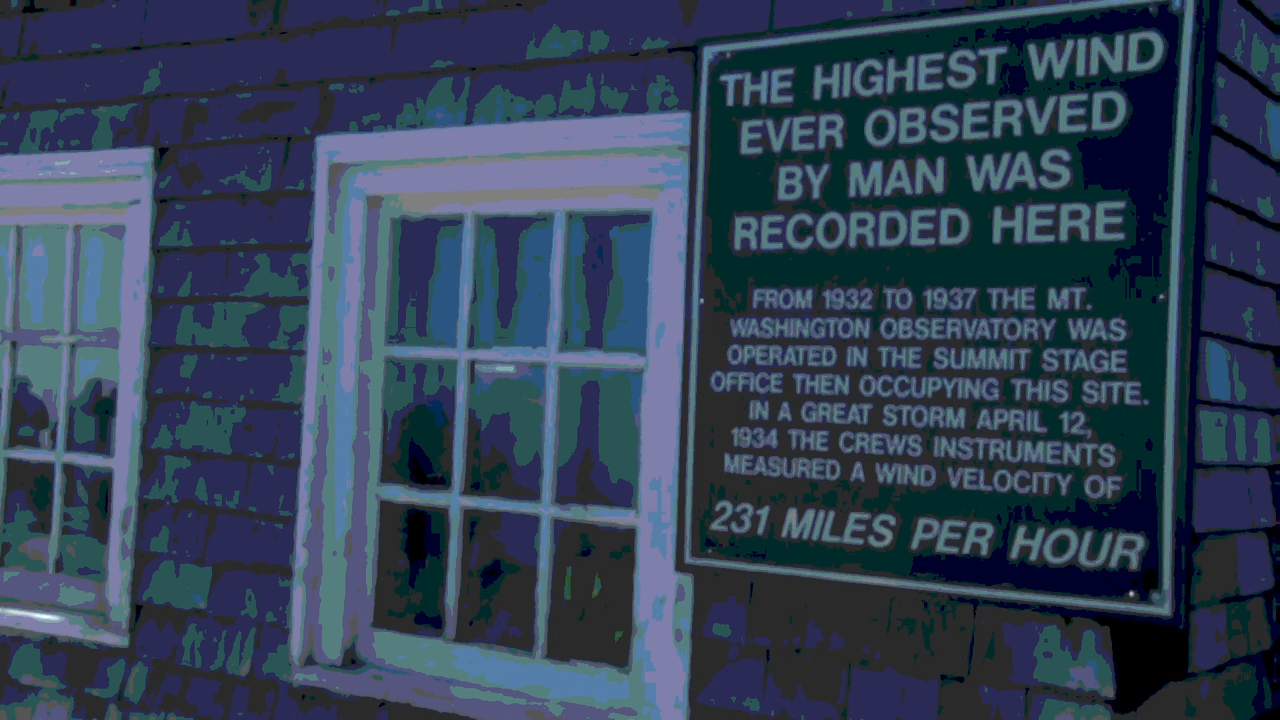 THE HIGHEST WIND
EVER OBSERVED
BY MAN WAS
RECORDED HERE
FROM 1932 TO 1937 THE MT.
WASHINGTON OBSERVATORY WAS
OPERATED IN THE SUMMIT STAGE
OFFICE THEN OCCUPYING THIS SITE.
IN A GREAT STORM APRIL 12,
1934 THE CREWS INSTRUMENTS
MEASURED A WIND VELOCITY OF
231 MILES PER HOUR